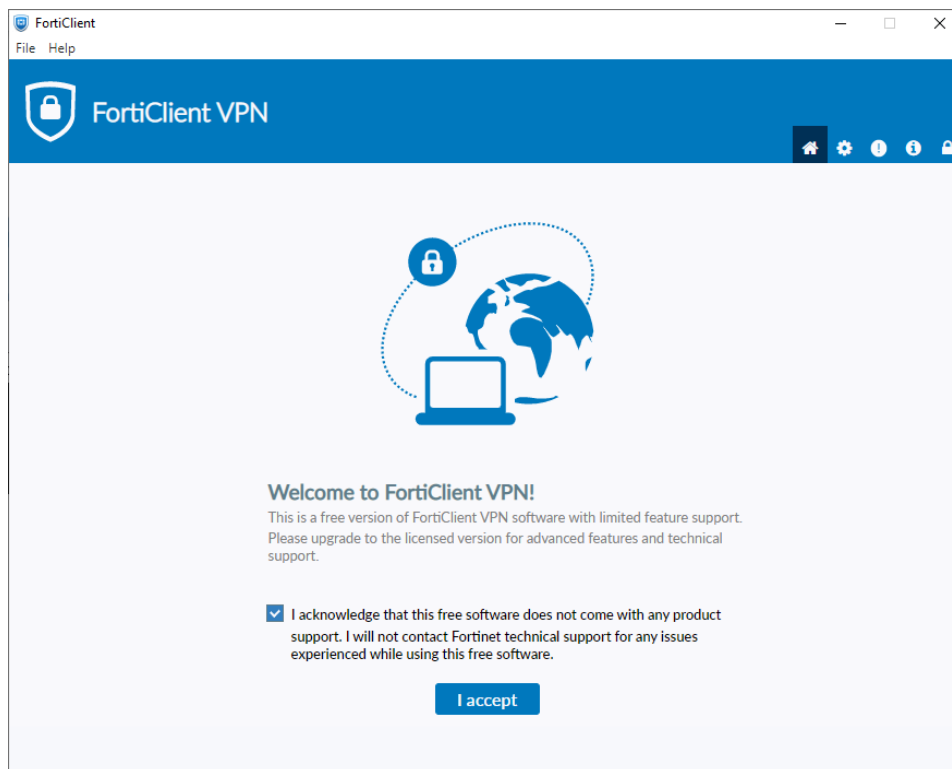 FortiClient
File Help
FortiClient VPN
Welcome to FortiClient VPN!
This is a free version of FortiClient VPN software with limited feature support.
Please upgrade to the licensed version for advanced features and technical
support.
I acknowledge that this free software does not come with any product
support. I will not contact Fortinet technical support for any issues
experienced while using this free software.
I accept